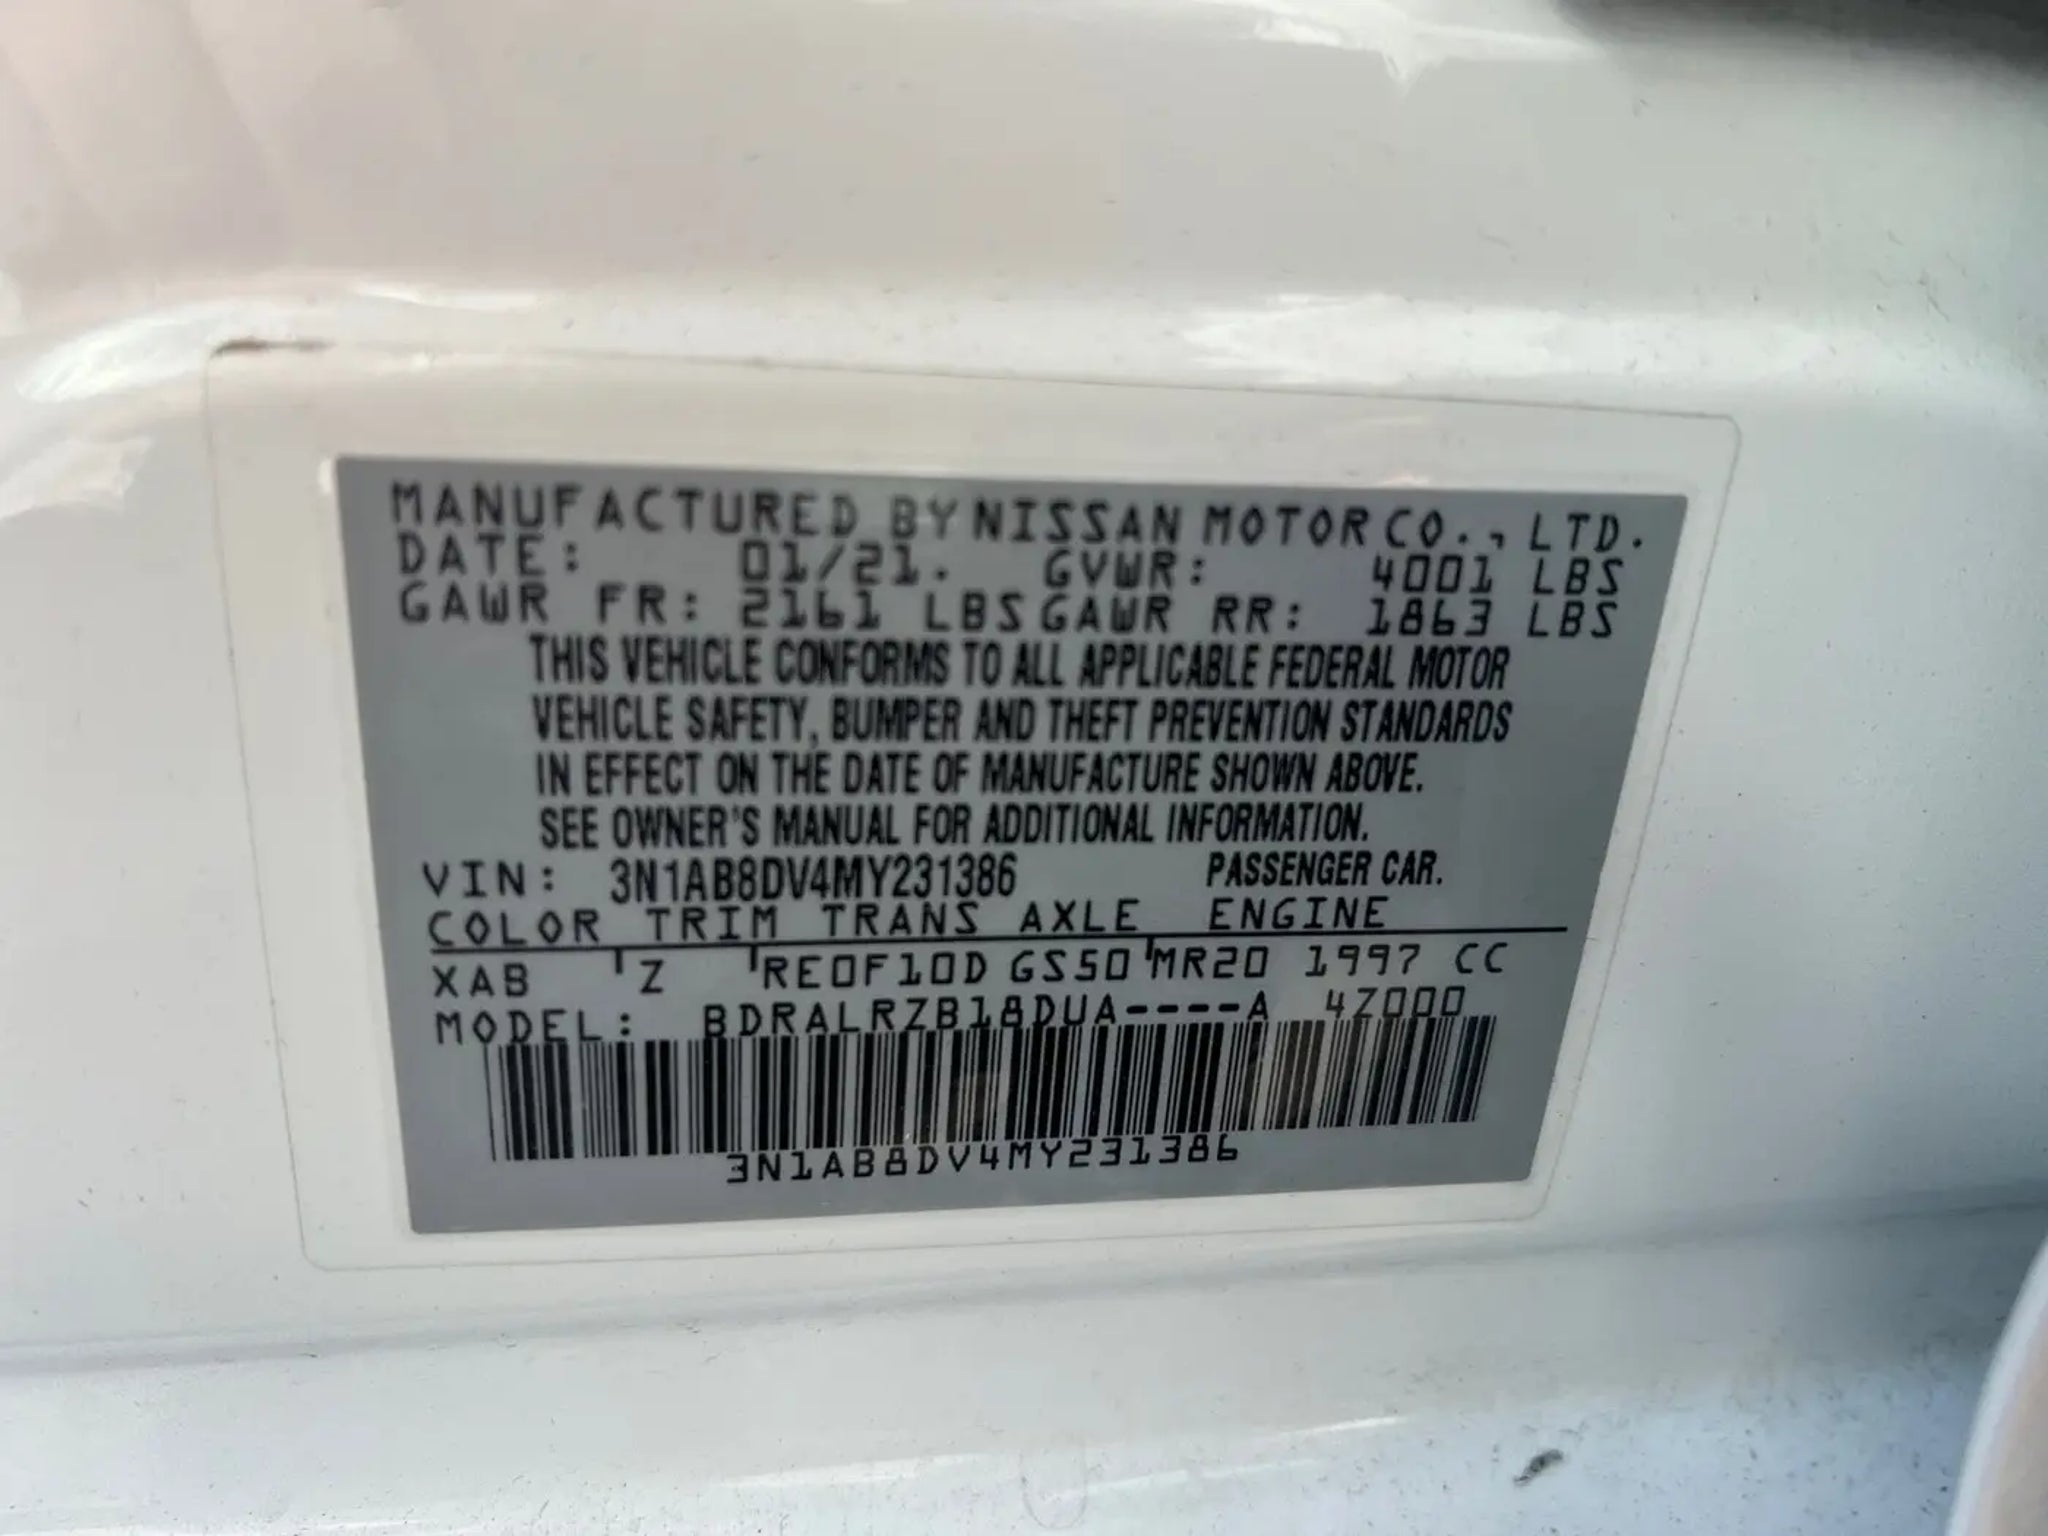 MANUFACTURED BY NISSAN MOTOR CO., LTD.
DATE: 01/21. GVWR: 4001 LBS
GAWR FR: 2161 LBS GAWR RR: 1863 LBS
THIS VEHICLE CONFORMS TO ALL APPLICABLE FEDERAL MOTOR
VEHICLE SAFETY, BUMPER AND THEFT PREVENTION STANDARDS
IN EFFECT ON THE DATE OF MANUFACTURE SHOWN ABOVE.
SEE OWNER'S MANUAL FOR ADDITIONAL INFORMATION.
VIN: 3N1AB8DV4MY231386 PASSENGER CAR.
COLOR TRIM TRANS AXLE ENGINE
XAB Z RE0F10D GS50 MR20 1997 CC
MODEL: BDRALRZB18DUA----A 4Z000
3N1AB8DV4MY231386